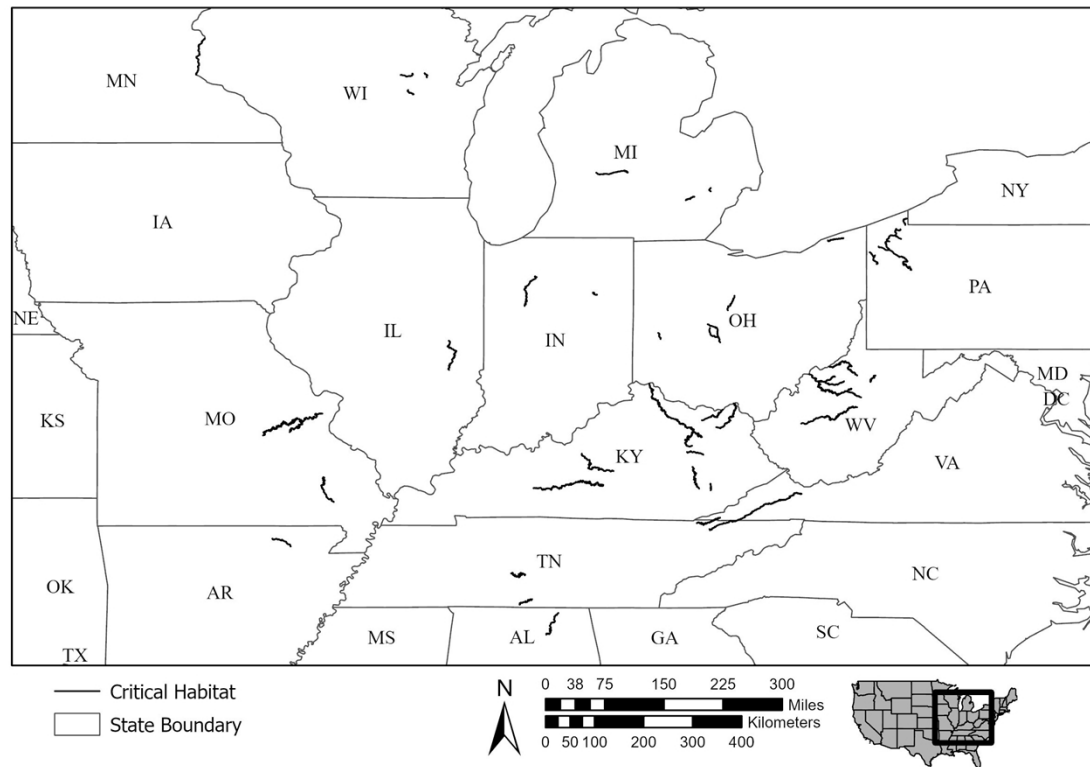 MN
WI
MI
NY
IA
PA
NE
IL
IN
OH
MD
DC
KS
MO
WV
KY
VA
TN
OK
AR
NC
MS
AL
GA
SC
TX
Critical Habitat
State Boundary
N
0 38 75 150 225 300
Miles
Kilometers
0 50 100 200 300 400